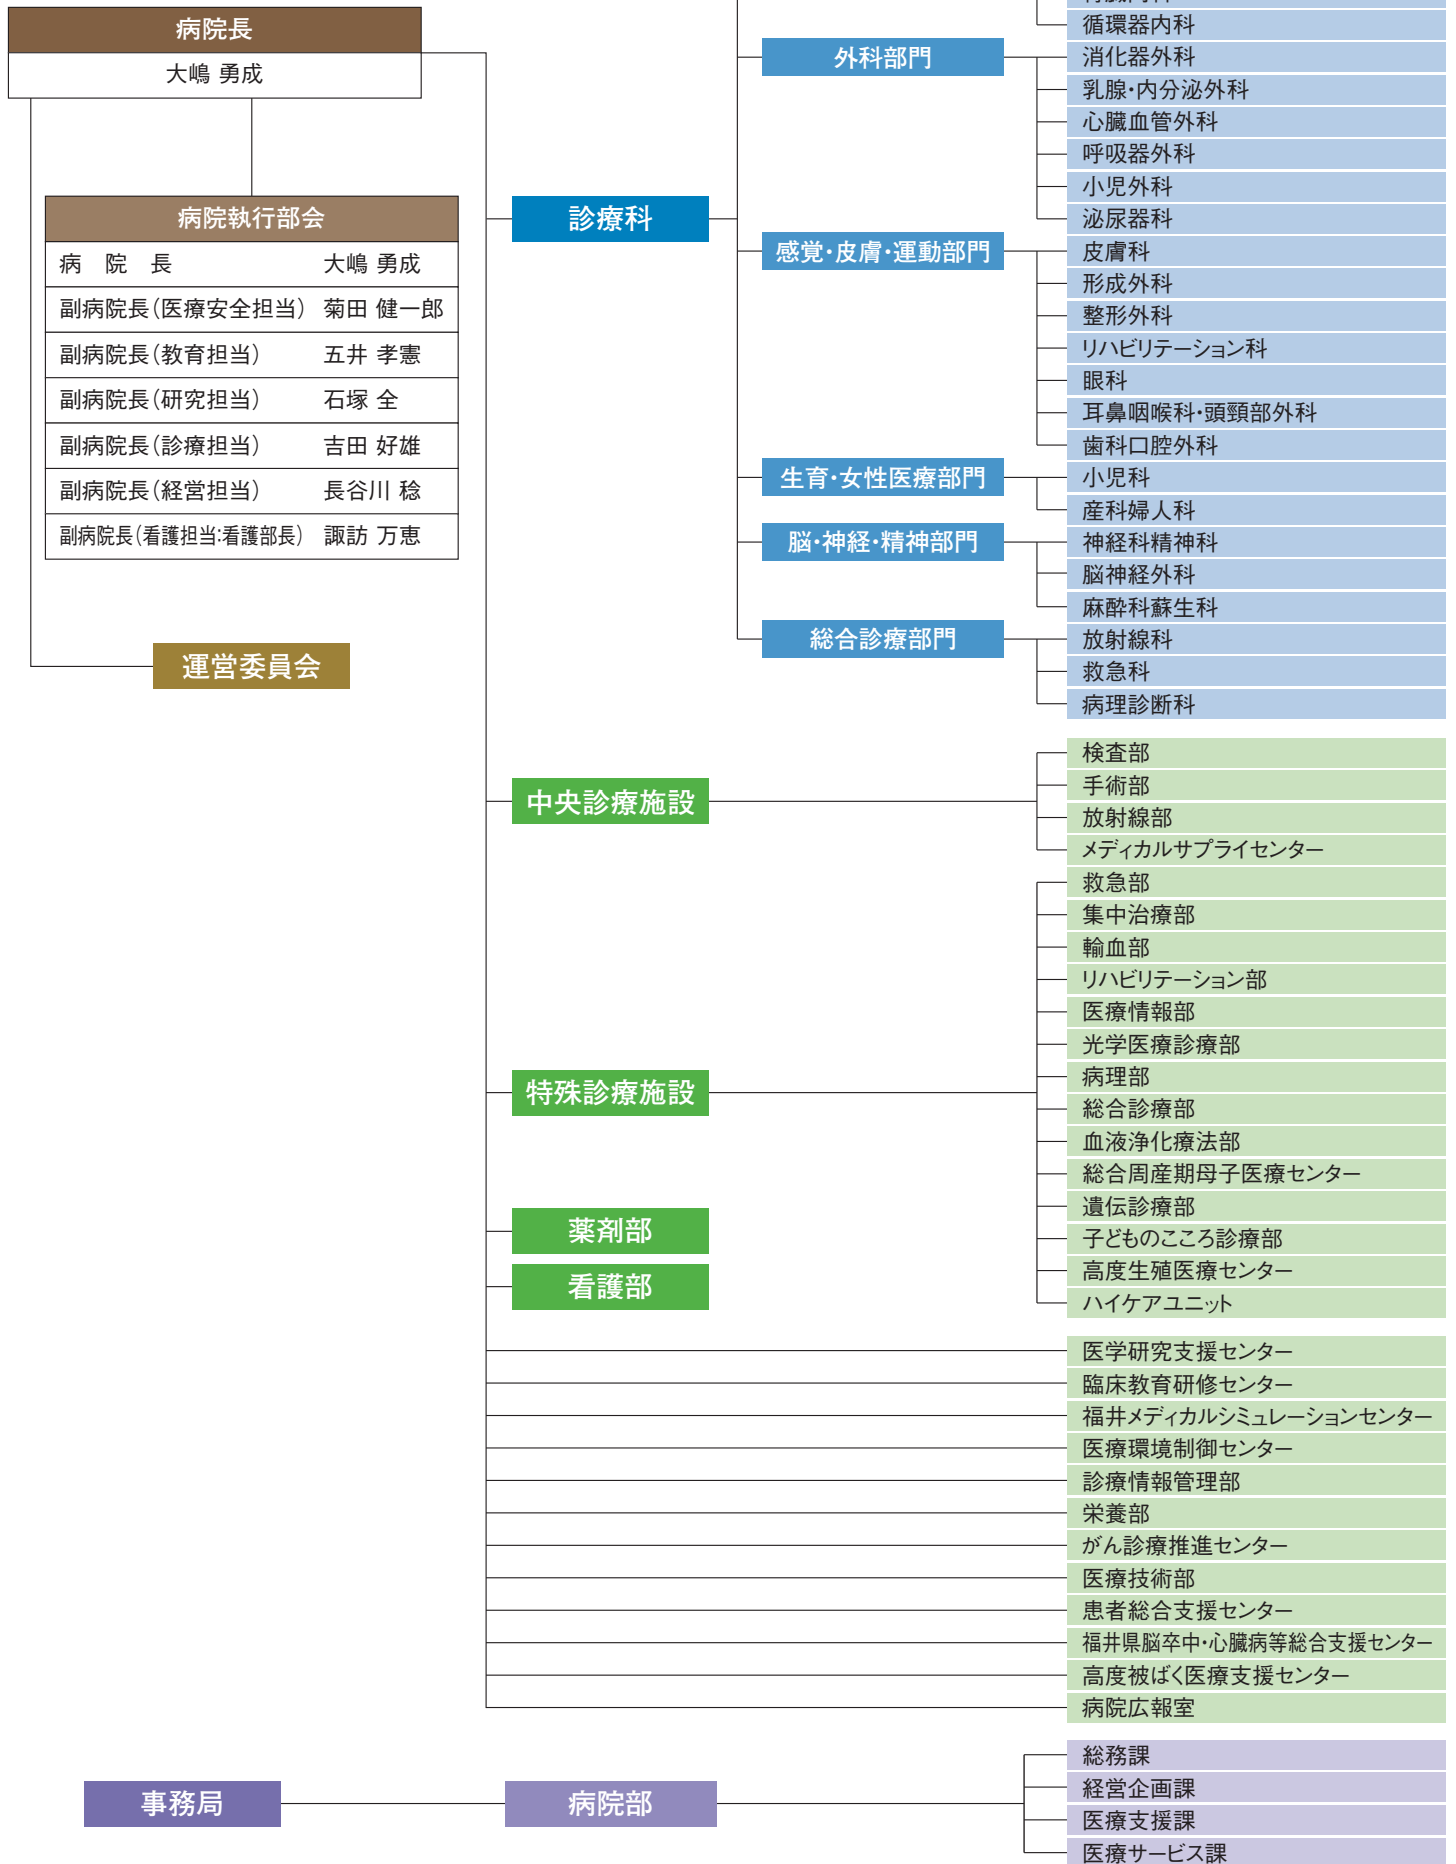 病院長
大嶋 勇成
病院執行部会
病 院 長 大嶋 勇成
副病院長（医療安全担当） 菊田 健一郎
副病院長（教育担当） 五井 孝憲
副病院長（研究担当） 石塚 全
副病院長（診療担当） 吉田 好雄
副病院長（経営担当） 長谷川 稔
副病院長（看護担当:看護部長） 諏訪 万恵
運営委員会
診療科
循環器内科
外科部門
消化器外科
乳腺・内分泌外科
心臓血管外科
呼吸器外科
小児外科
泌尿器科
感覚・皮膚・運動部門
皮膚科
形成外科
整形外科
リハビリテーション科
眼科
耳鼻咽喉科・頭頸部外科
歯科口腔外科
生育・女性医療部門
小児科
産科婦人科
脳・神経・精神部門
神経科精神科
脳神経外科
麻酔科蘇生科
総合診療部門
放射線科
救急科
病理診断科
中央診療施設
検査部
手術部
放射線部
メディカルサプライセンター
特殊診療施設
救急部
集中治療部
輸血部
リハビリテーション部
医療情報部
光学医療診療部
病理部
総合診療部
血液浄化療法部
総合周産期母子医療センター
遺伝診療部
子どものこころ診療部
高度生殖医療センター
ハイケアユニット
薬剤部
看護部
医学研究支援センター
臨床教育研修センター
福井メディカルシミュレーションセンター
医療環境制御センター
診療情報管理部
栄養部
がん診療推進センター
医療技術部
患者総合支援センター
福井県脳卒中・心臓病等総合支援センター
高度被ばく医療支援センター
病院広報室
事務局
病院部
総務課
経営企画課
医療支援課
医療サービス課